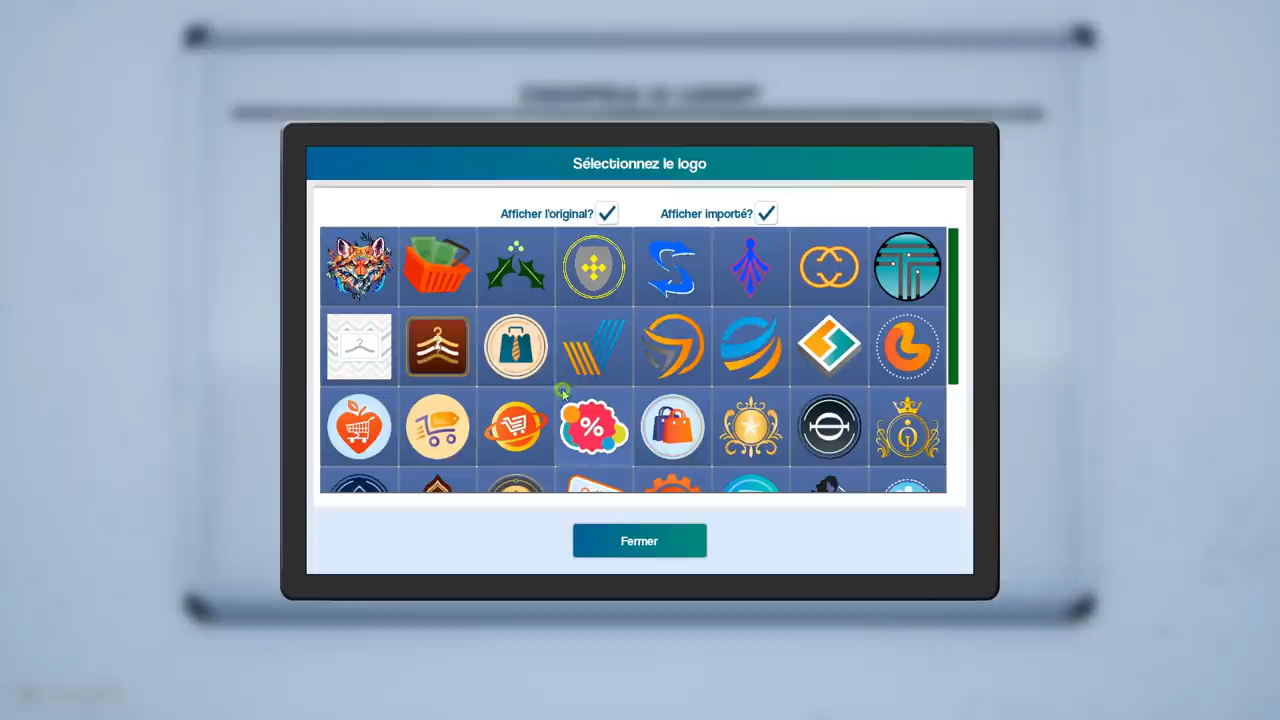 Sélectionnez le logo
Afficher l'original? Afficher importé?
%
Fermer